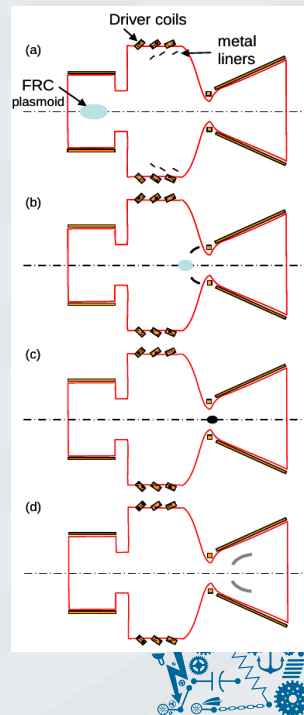 Driver coils
(a)
metal
liners
FRC
plasmoid
(b)
(c)
(d)